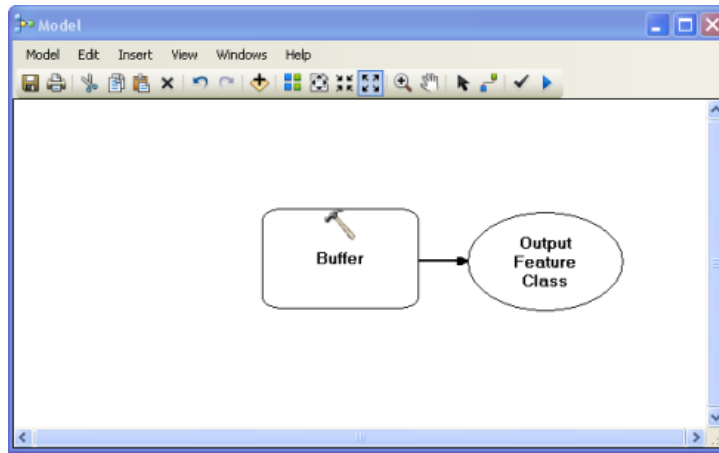 Model
Model Edit Insert View Windows Help
Buffer
Output
Feature
Class